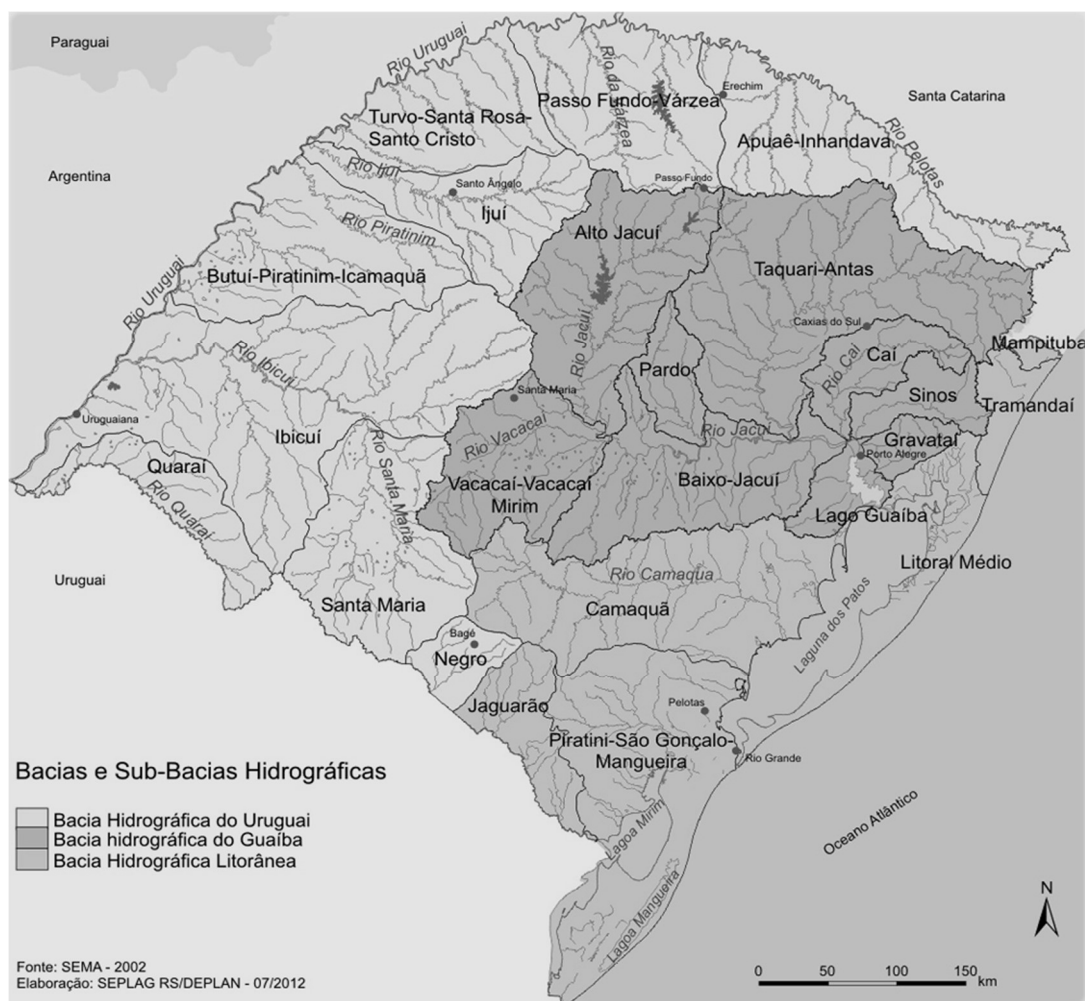 Paraguai
Argentina
Uruguai
Santa Catarina
Oceano Atlântico
Rio Uruguai
Rio da Várzea
Passo Fundo-Várzea
Erechim
Turvo-Santa Rosa-
Santo Cristo
Apuaê-Inhandava
Rio Pelotas
Rio Ijuí
Santo Ângelo
Ijuí
Passo Fundo
Rio Piratinim
Alto Jacuí
Butuí-Piratinim-Icamaquã
Taquari-Antas
Rio Uruguai
Rio Jacuí
Caxias do Sul
Mampituba
Caí
Rio Caí
Rio Ibicuí
Pardo
Santa Maria
Sinos
Tramandaí
Uruguaiana
Ibicuí
Rio Vacacaí
Rio Jacuí
Gravataí
Porto Alegre
Quaraí
Rio Quaraí
Rio Santa Maria
Vacacaí-Vacacaí
Mirim
Baixo-Jacuí
Lago Guaíba
Litoral Médio
Rio Camaqua
Santa Maria
Camaquã
Laguna dos Patos
Bagé
Negro
Jaguarão
Pelotas
Piratini-São Gonçalo-
Mangueira
Rio Grande
Lagoa Mirim
Lagoa Mangueira
Bacias e Sub-Bacias Hidrográficas
Bacia Hidrográfica do Uruguai
Bacia hidrográfica do Guaíba
Bacia Hidrográfica Litorânea
N
Fonte: SEMA - 2002
Elaboração: SEPLAG RS/DEPLAN - 07/2012
0 50 100 150
km